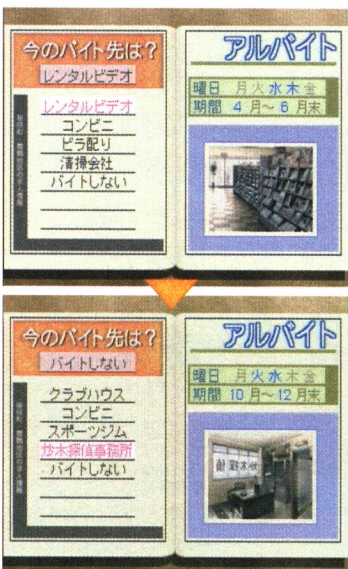 今のバイト先は?
レンタルビデオ
レンタルビデオ
コンビニ
ビラ配り
清掃会社
バイトしない
アルバイト
曜日 月火水木金
期間 4月~6月末
今のバイト先は?
バイトしない
クラブハウス
コンビニ
スポーツジム
探偵事務所
バイトしない
アルバイト
曜日 月火水木金
期間 10月~12月末